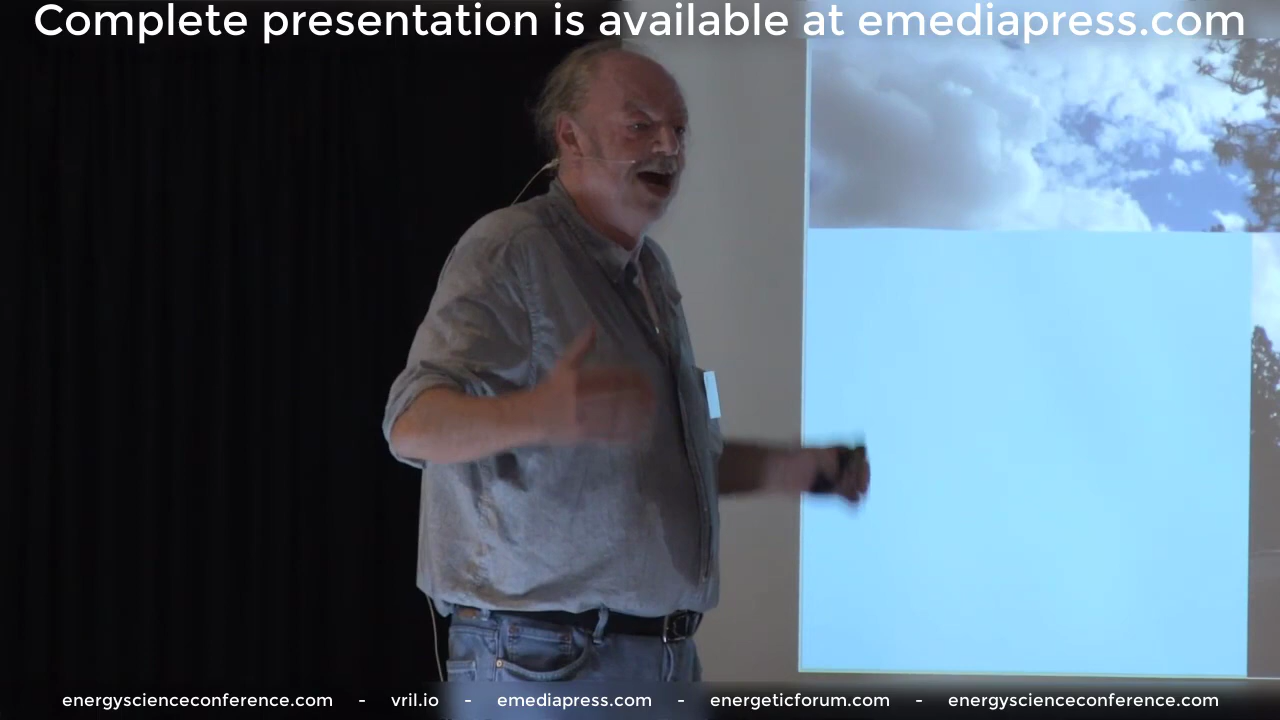 Complete presentation is available at emediapress.com
energyscienceconference.com - vril.io - emediapress.com - energeticforum.com - energyscienceconference.com